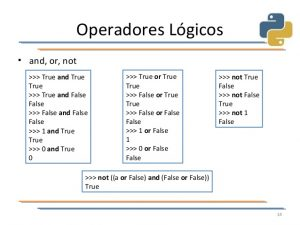 Operadores Lógicos
• and, or, not
>>> True and True
True
>>> True and False
False
>>> False and False
False
>>> 1 and True
True
>>> 0 and True
0
>>> True or True
True
>>> False or True
True
>>> False or False
False
>>> 1 or False
1
>>> 0 or False
False
>>> not True
False
>>> not False
True
>>> not 1
False
>>> not ((a or False) and (False or False))
True